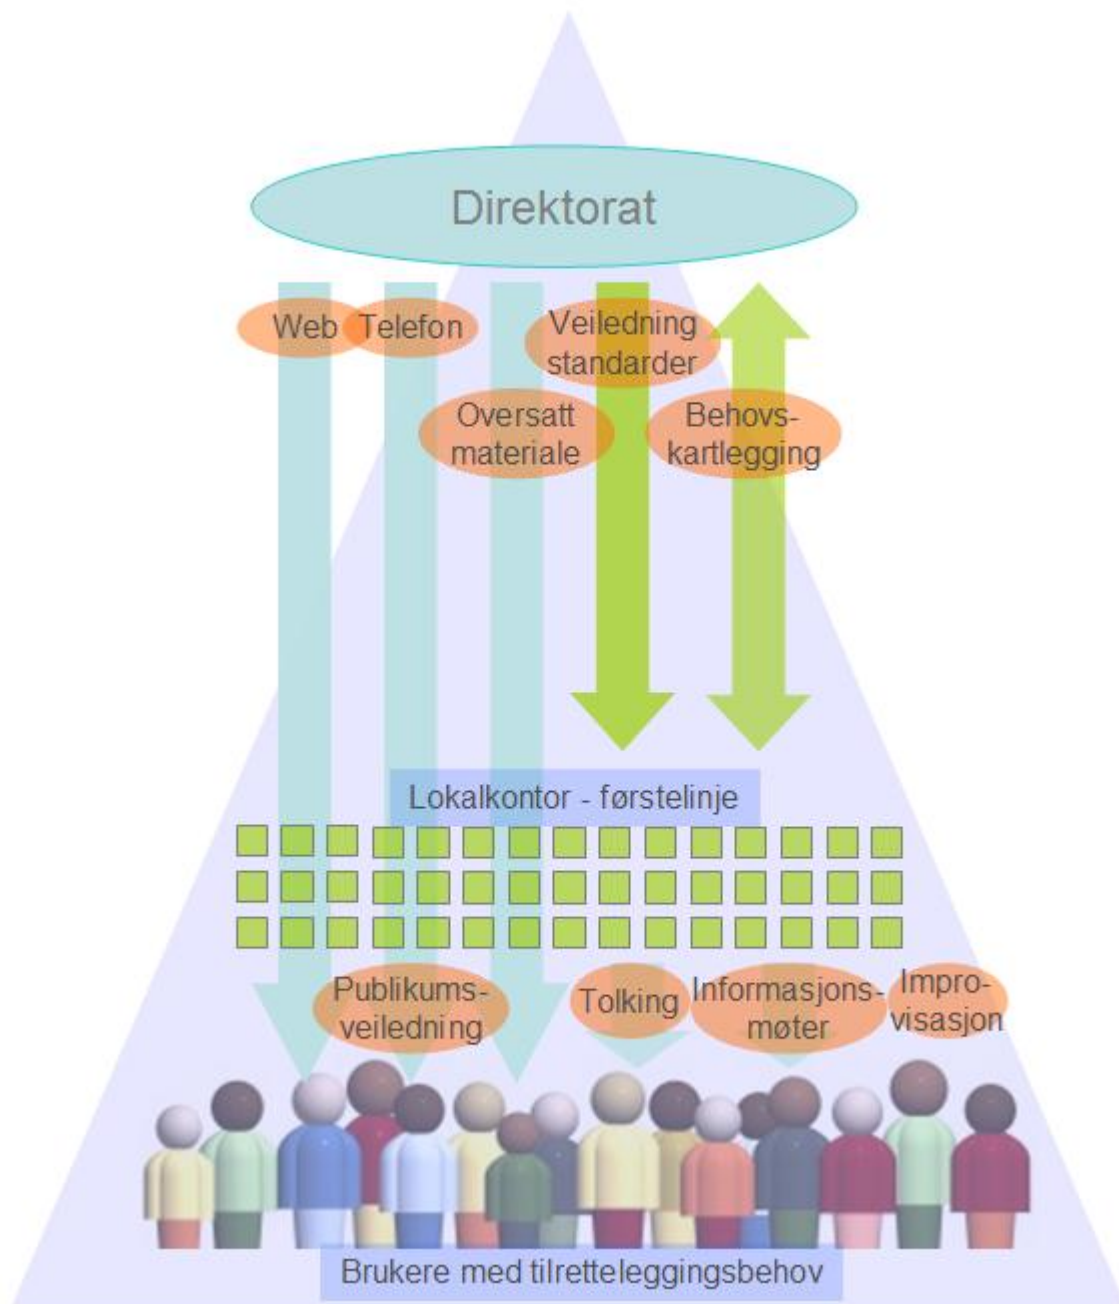 Direktorat
Web
Telefon
Veiledning
standarder
Oversatt
materiale
Behovs-
kartlegging
Lokalkontor - førstelinje
Publikums-
veiledning
Tolking
Informasjons-
møter
Impro-
visasjon
Brukere med tilretteleggingsbehov